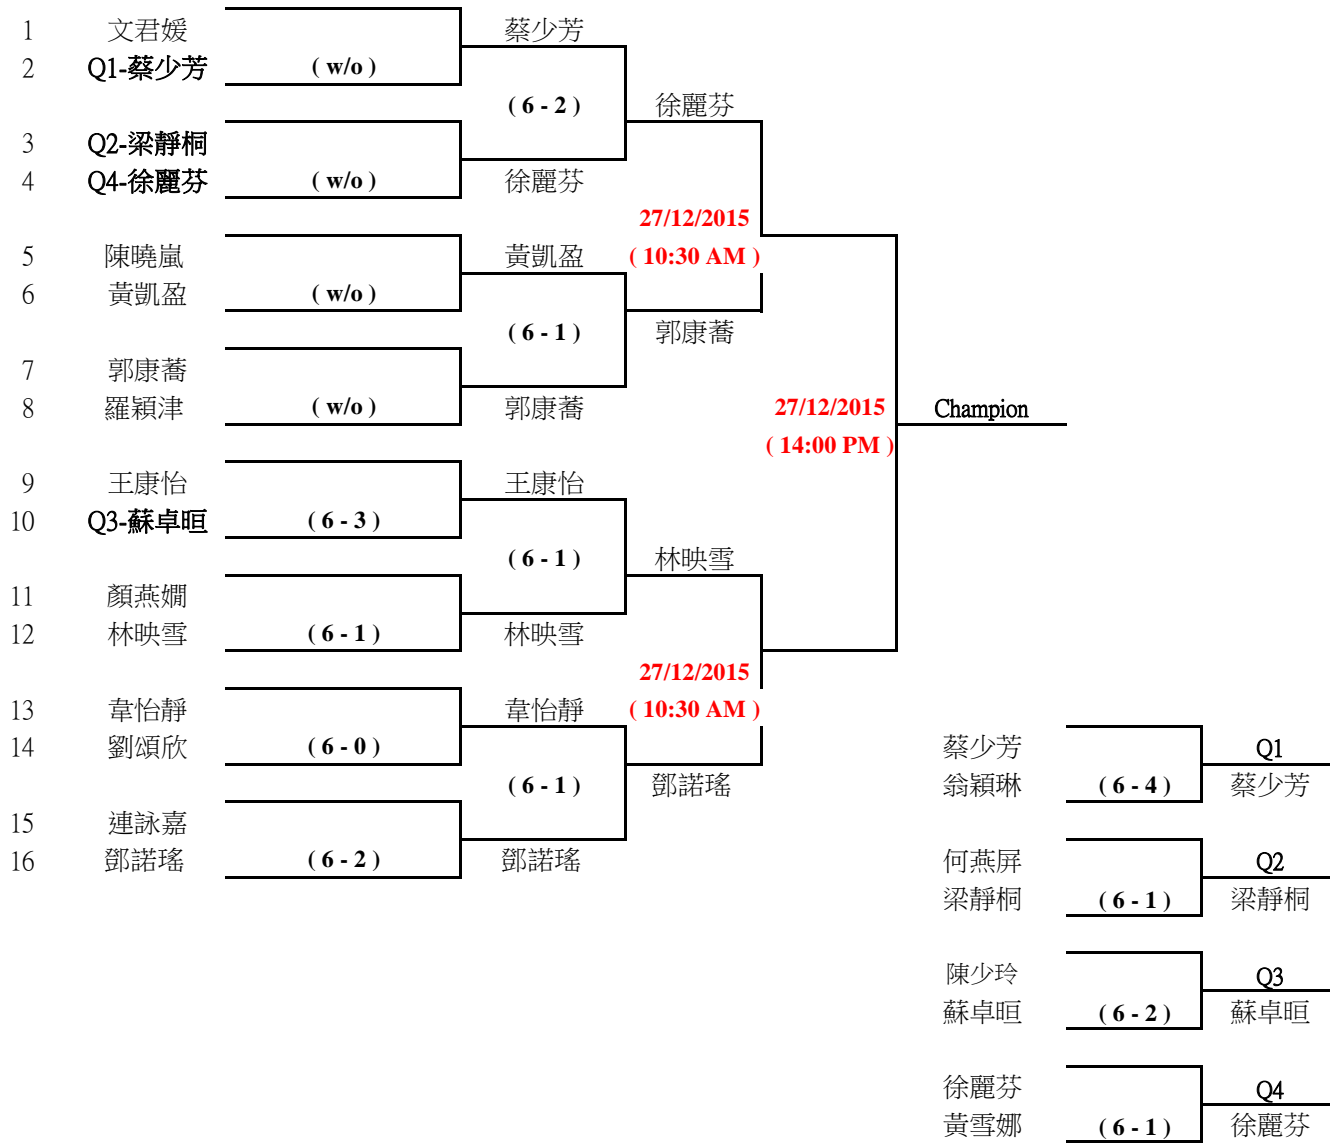 1 文君媛 蔡少芳
2 Q1-蔡少芳 ( w/o )
( 6 - 2 ) 徐麗芬
3 Q2-梁靜桐
4 Q4-徐麗芬 ( w/o ) 徐麗芬
27/12/2015
5 陳曉嵐 黃凱盈 ( 10:30 AM )
6 黃凱盈 ( w/o )
( 6 - 1 ) 郭康蕎
7 郭康蕎
8 羅穎津 ( w/o ) 郭康蕎 27/12/2015 Champion
( 14:00 PM )
9 王康怡 王康怡
10 Q3-蘇卓晅 ( 6 - 3 )
( 6 - 1 ) 林映雪
11 顏燕嫺
12 林映雪 ( 6 - 1 ) 林映雪
27/12/2015
13 韋怡靜 韋怡靜 ( 10:30 AM )
14 劉頌欣 ( 6 - 0 ) 蔡少芳 Q1
( 6 - 1 ) 鄧諾瑤 翁穎琳 ( 6 - 4 ) 蔡少芳
15 連詠嘉
16 鄧諾瑤 ( 6 - 2 ) 鄧諾瑤 何燕屏 Q2
梁靜桐 ( 6 - 1 ) 梁靜桐
陳少玲 Q3
蘇卓晅 ( 6 - 2 ) 蘇卓晅
徐麗芬 Q4
黃雪娜 ( 6 - 1 ) 徐麗芬